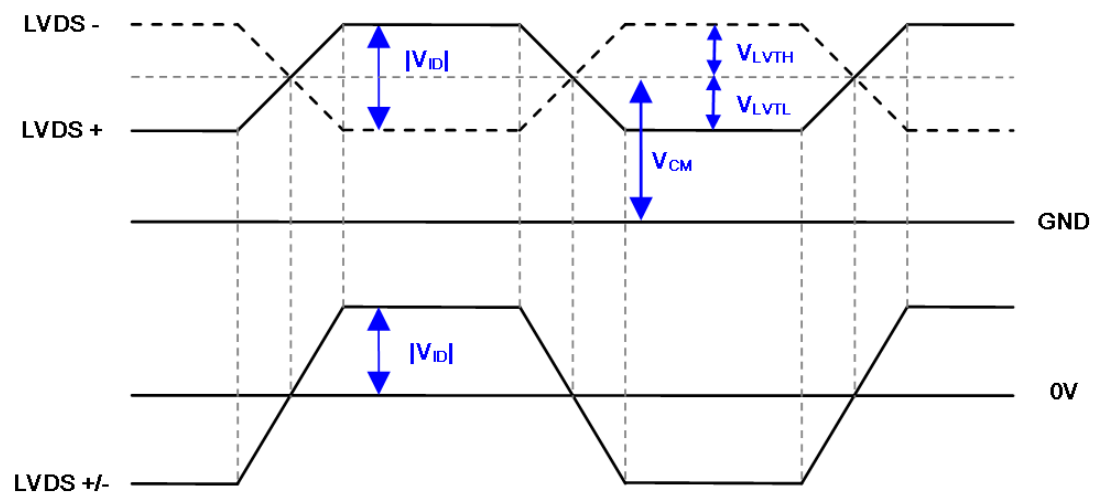 LVDS -
|VID|
VLVTH
LVDS +
VLVTL
VCM
GND
|VID|
0V
LVDS +/-